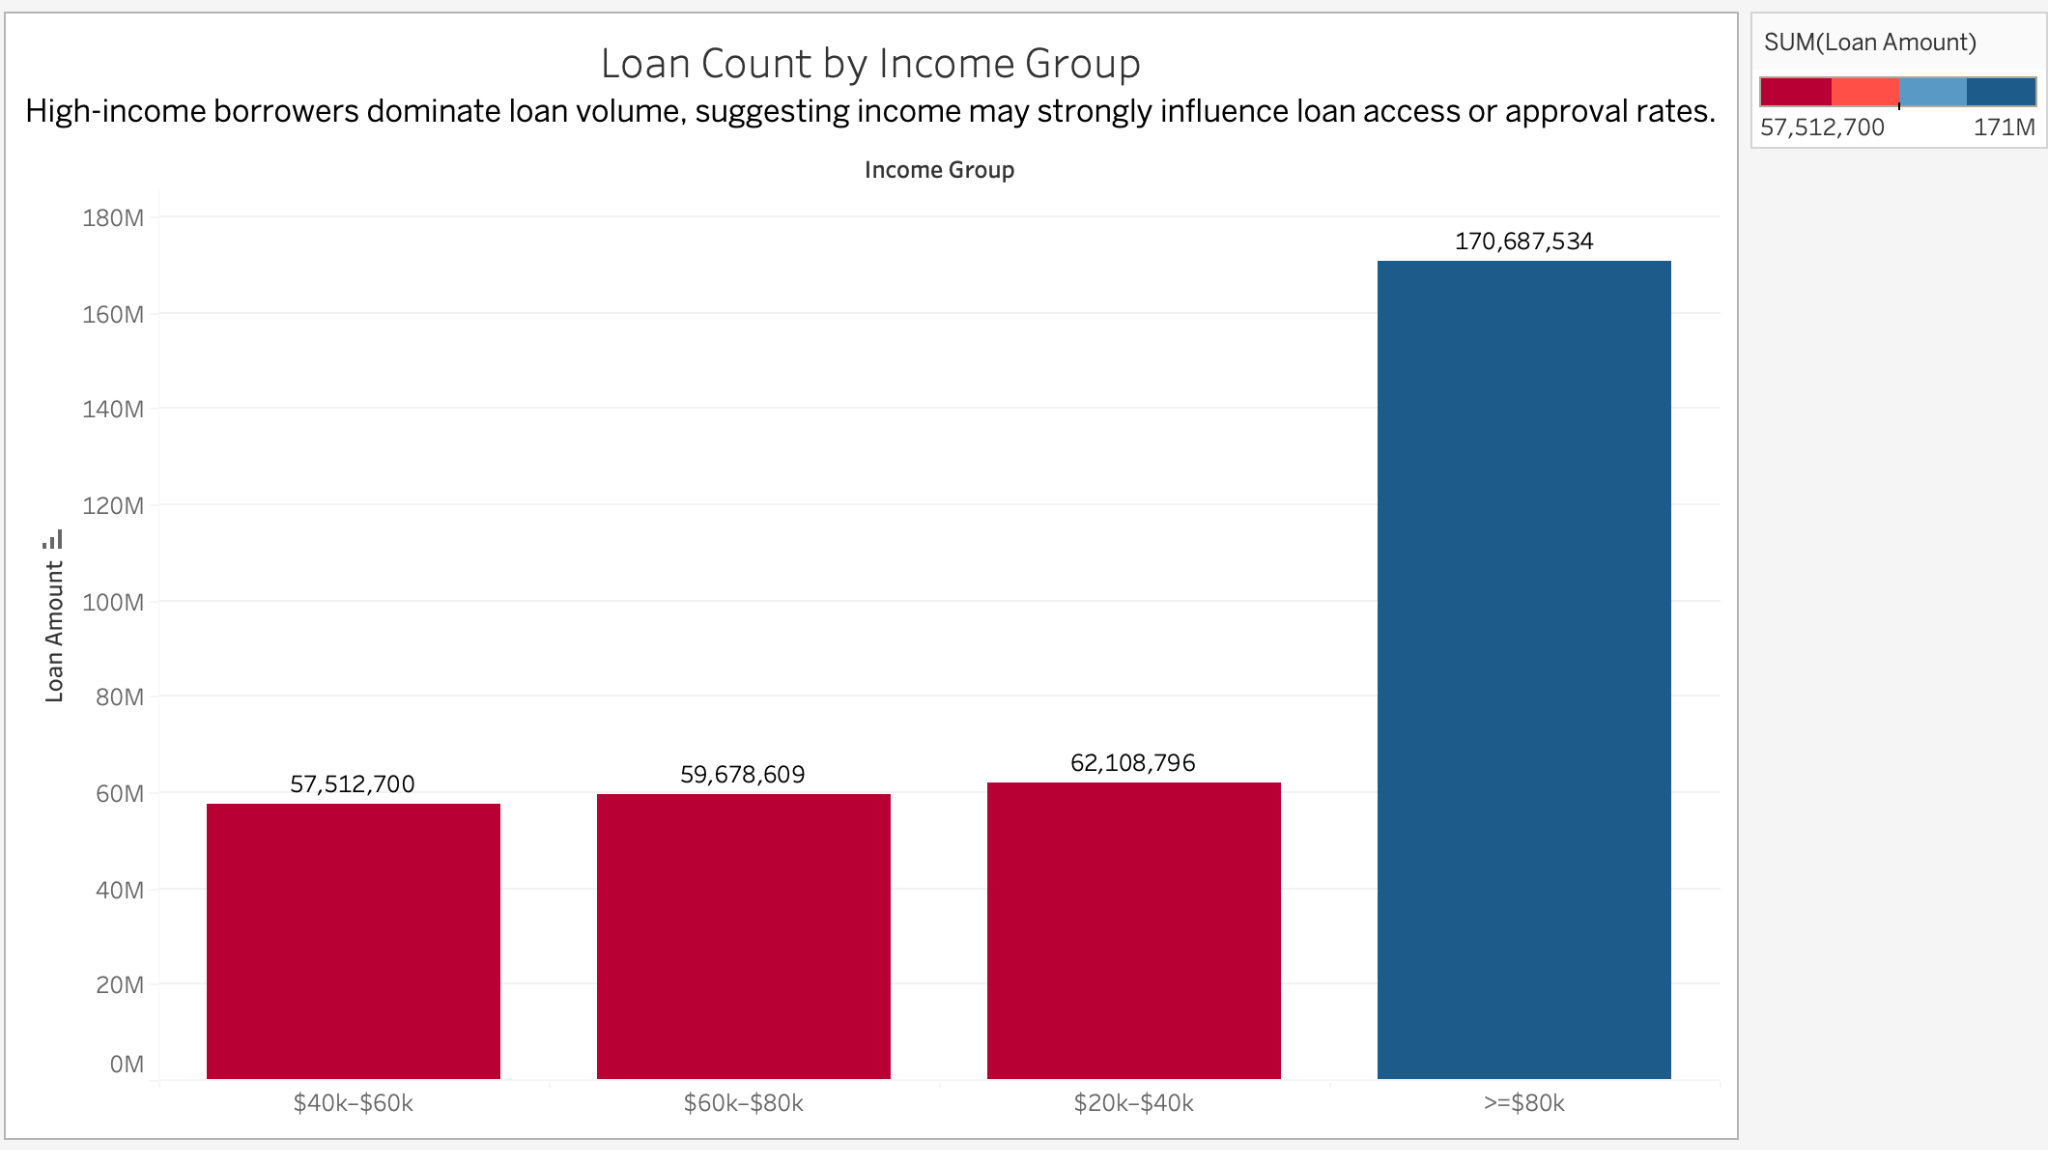 Loan Count by Income Group
High-income borrowers dominate loan volume, suggesting income may strongly influence loan access or approval rates.
Income Group
180M
160M
140M
120M
100M
80M
60M
40M
20M
0M
Loan Amount
57,512,700
59,678,609
62,108,796
170,687,534
$40k–$60k
$60k–$80k
$20k–$40k
>=$80k
SUM(Loan Amount)
57,512,700 171M